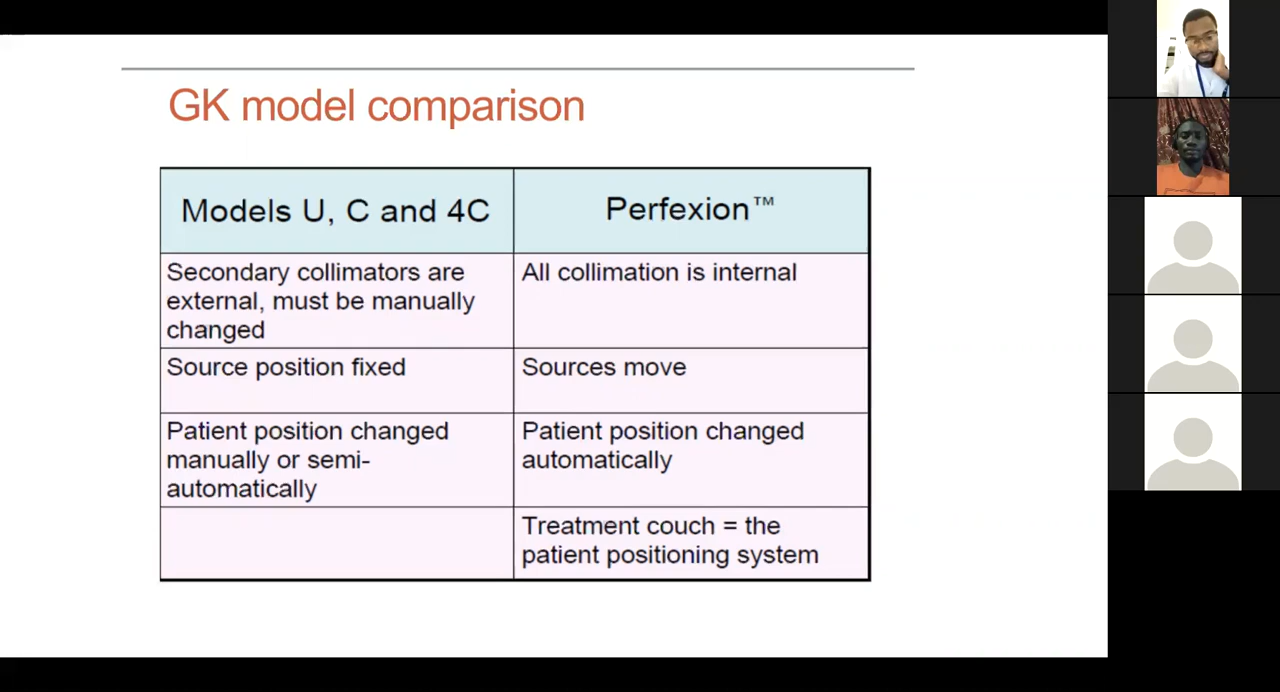 GK model comparison
Models U, C and 4C
Perfexion™
Secondary collimators are
external, must be manually
changed
All collimation is internal
Source position fixed
Sources move
Patient position changed
manually or semi-
automatically
Patient position changed
automatically
Treatment couch = the
patient positioning system